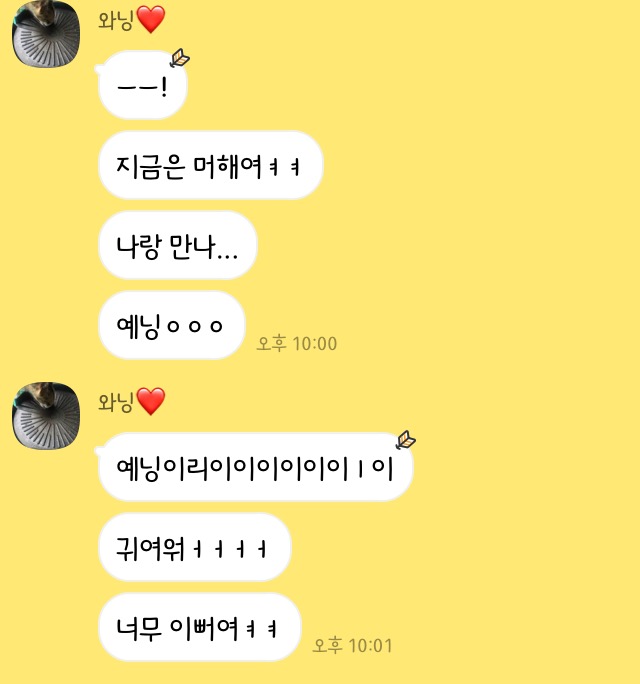 와닝❤️
ㅡㅡ!
지금은 머해여ㅕㅕ
나랑 만나...
예닝ㅇㅇㅇ
오후 10:00
와닝❤️
예닝이리이이이이이이ㅣ이
귀여워ㅓㅓㅓㅓ
너무 이뻐여ㅕㅕ
오후 10:01